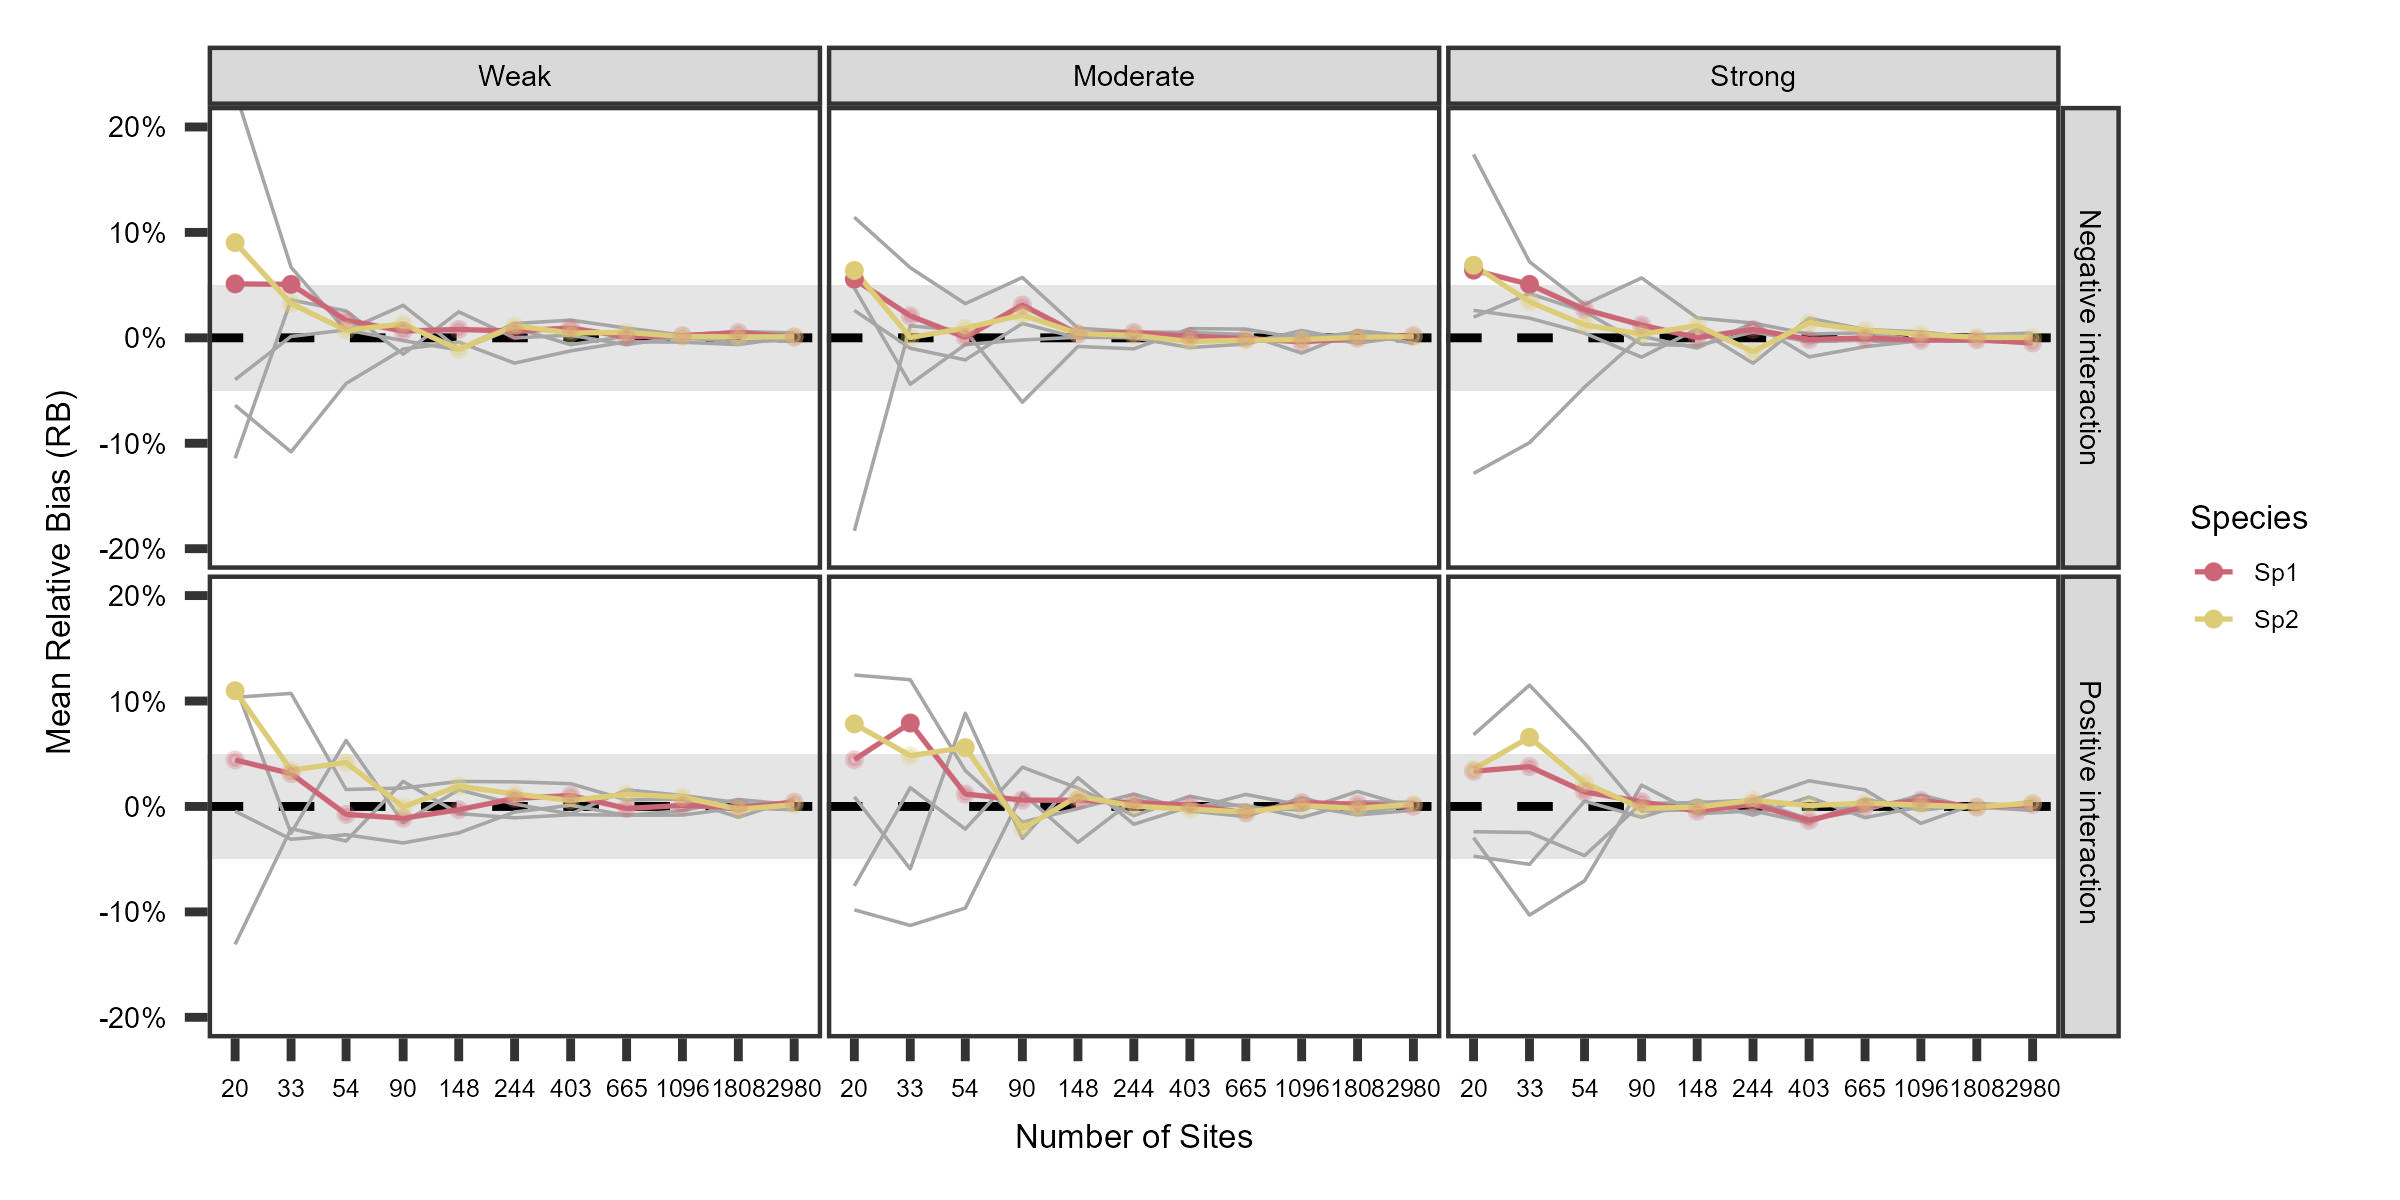 Weak
Moderate
Strong
20%
10%
0%
-10%
-20%
Negative interaction
20%
10%
0%
-10%
-20%
Positive interaction
Mean Relative Bias (RB)
20 33 54 90 148 244 403 665 1096 1808 2980
20 33 54 90 148 244 403 665 1096 1808 2980
20 33 54 90 148 244 403 665 1096 1808 2980
Number of Sites
Species
Sp1
Sp2